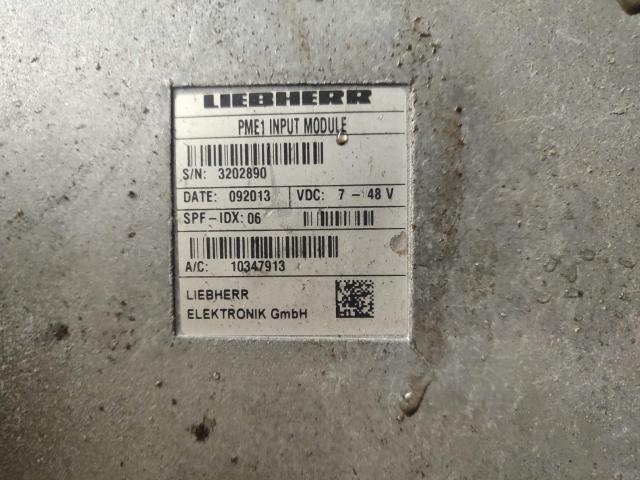 LIEBHERR
PME1 INPUT MODULE
S/N: 3202890
DATE: 092013 VDC: 7 - 48 V
SPF-IDX: 06
A/C: 10347913
LIEBHERR
ELEKTRONIK GmbH